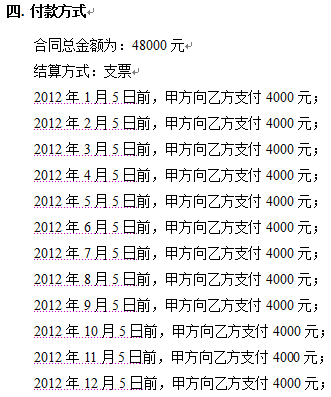 四. 付款方式
合同总金额为：48000 元
结算方式：支票
2012 年 1 月 5 日前，甲方向乙方支付 4000 元；
2012 年 2 月 5 日前，甲方向乙方支付 4000 元；
2012 年 3 月 5 日前，甲方向乙方支付 4000 元；
2012 年 4 月 5 日前，甲方向乙方支付 4000 元；
2012 年 5 月 5 日前，甲方向乙方支付 4000 元；
2012 年 6 月 5 日前，甲方向乙方支付 4000 元；
2012 年 7 月 5 日前，甲方向乙方支付 4000 元；
2012 年 8 月 5 日前，甲方向乙方支付 4000 元；
2012 年 9 月 5 日前，甲方向乙方支付 4000 元；
2012 年 10 月 5 日前，甲方向乙方支付 4000 元；
2012 年 11 月 5 日前，甲方向乙方支付 4000 元；
2012 年 12 月 5 日前，甲方向乙方支付 4000 元；